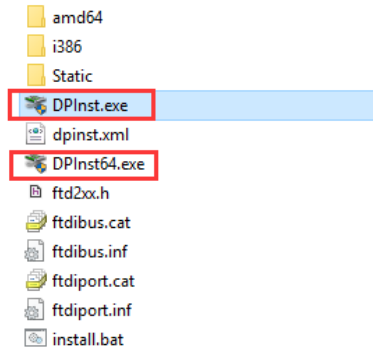 amd64
i386
Static
DPInst.exe
dpinst.xml
DPInst64.exe
ftd2xx.h
ftdibus.cat
ftdibus.inf
ftdiport.cat
ftdiport.inf
install.bat